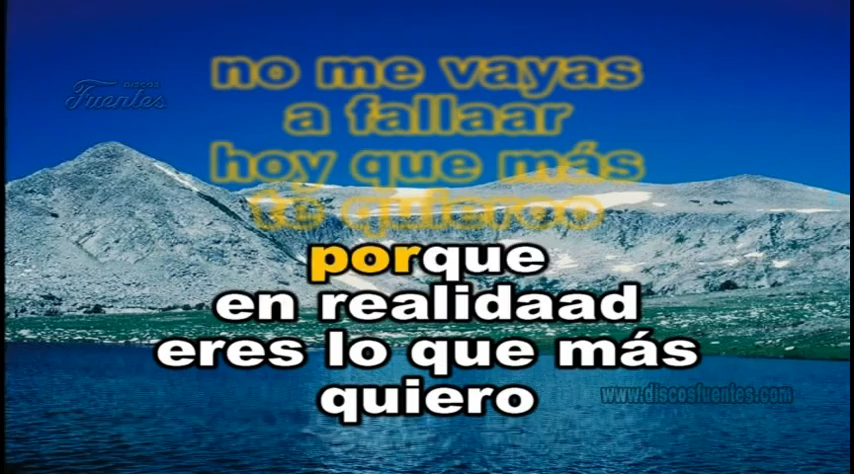 no me vayas
DISCOS
Fuentes
a fallaar
hoy que más
te quieroo
porque
en realidaad
eres lo que más
quiero
www.discosfuentes.com